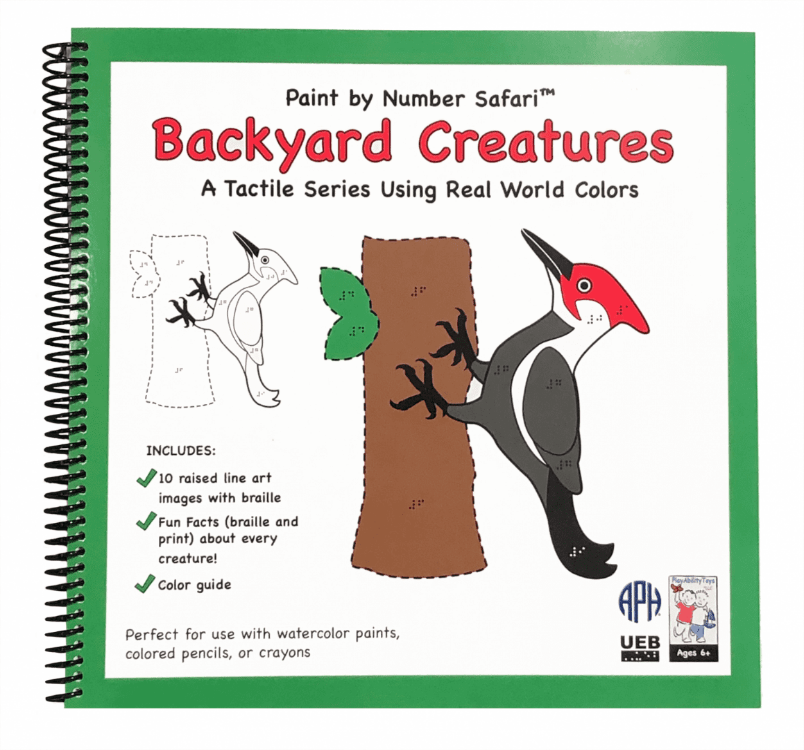 Paint by Number Safari™
Backyard Creatures
A Tactile Series Using Real World Colors
INCLUDES:
10 raised line art
images with braille
Fun Facts (braille and
print) about every
creature!
Color guide
Perfect for use with watercolor paints,
colored pencils, or crayons
APH
UEB
PlayAbilityToys
Ages 6+